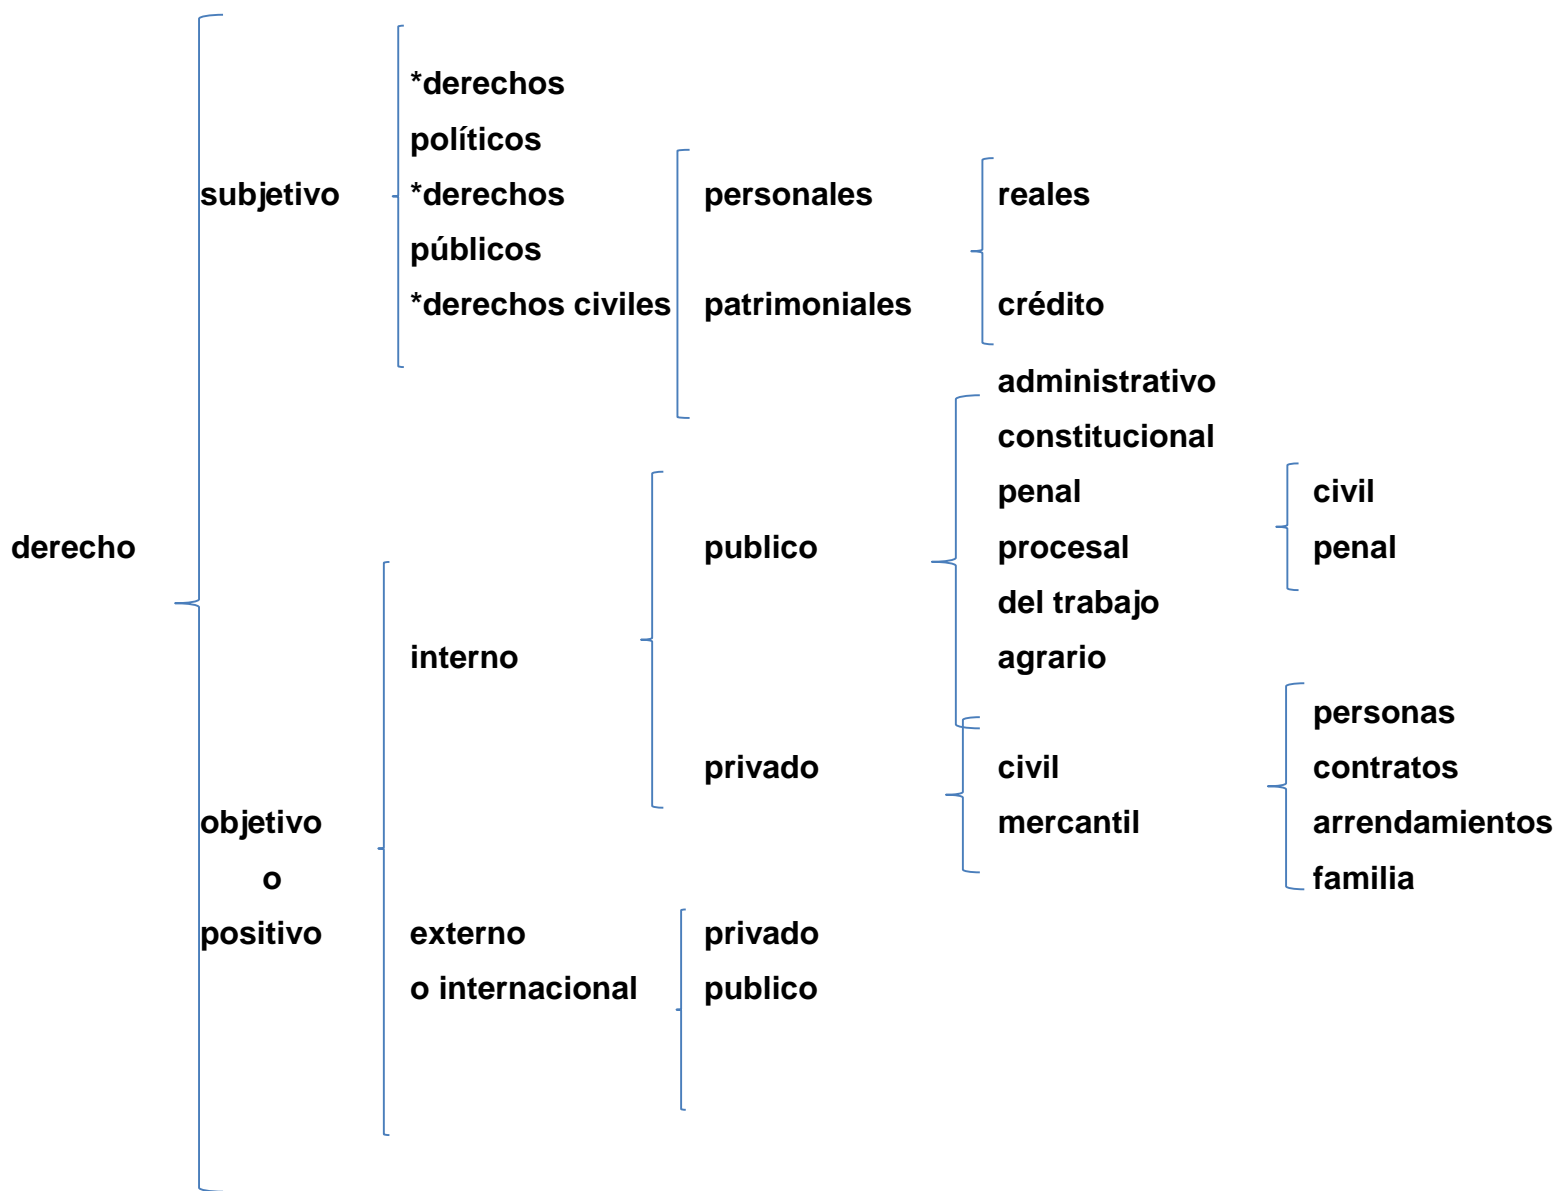 *derechos
políticos
subjetivo
*derechos
públicos
*derechos civiles
personales
patrimoniales
reales
crédito
derecho
objetivo
o
positivo
interno
publico
administrativo
constitucional
penal
procesal
del trabajo
agrario
civil
penal
privado
civil
mercantil
personas
contratos
arrendamientos
familia
externo
o internacional
privado
publico